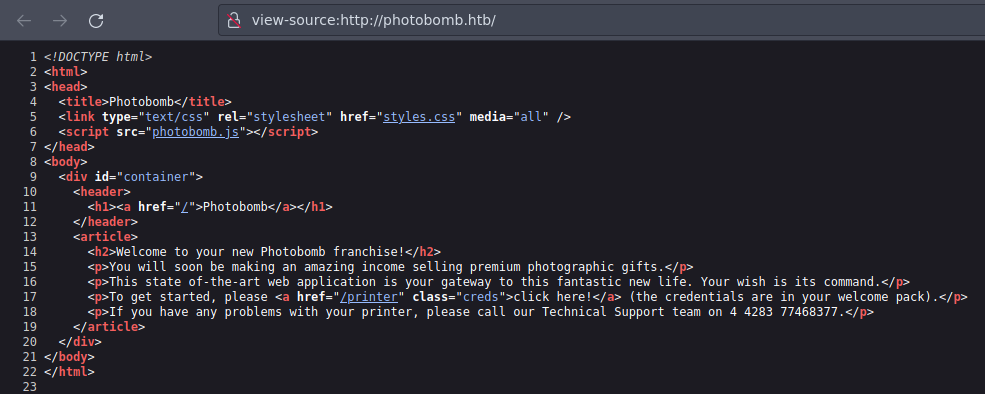 view-source:http://photobomb.htb/
1 <!DOCTYPE html>
2 <html>
3 <head>
4   <title>Photobomb</title>
5   <link type="text/css" rel="stylesheet" href="styles.css" media="all" />
6   <script src="photobomb.js"></script>
7 </head>
8 <body>
9   <div id="container">
10     <header>
11       <h1><a href="/">Photobomb</a></h1>
12     </header>
13     <article>
14       <h2>Welcome to your new Photobomb franchise!</h2>
15       <p>You will soon be making an amazing income selling premium photographic gifts.</p>
16       <p>This state of-the-art web application is your gateway to this fantastic new life. Your wish is its command.</p>
17       <p>To get started, please <a href="/printer" class="creds">click here!</a> (the credentials are in your welcome pack).</p>
18       <p>If you have any problems with your printer, please call our Technical Support team on 4 4283 77468377.</p>
19     </article>
20   </div>
21 </body>
22 </html>
23